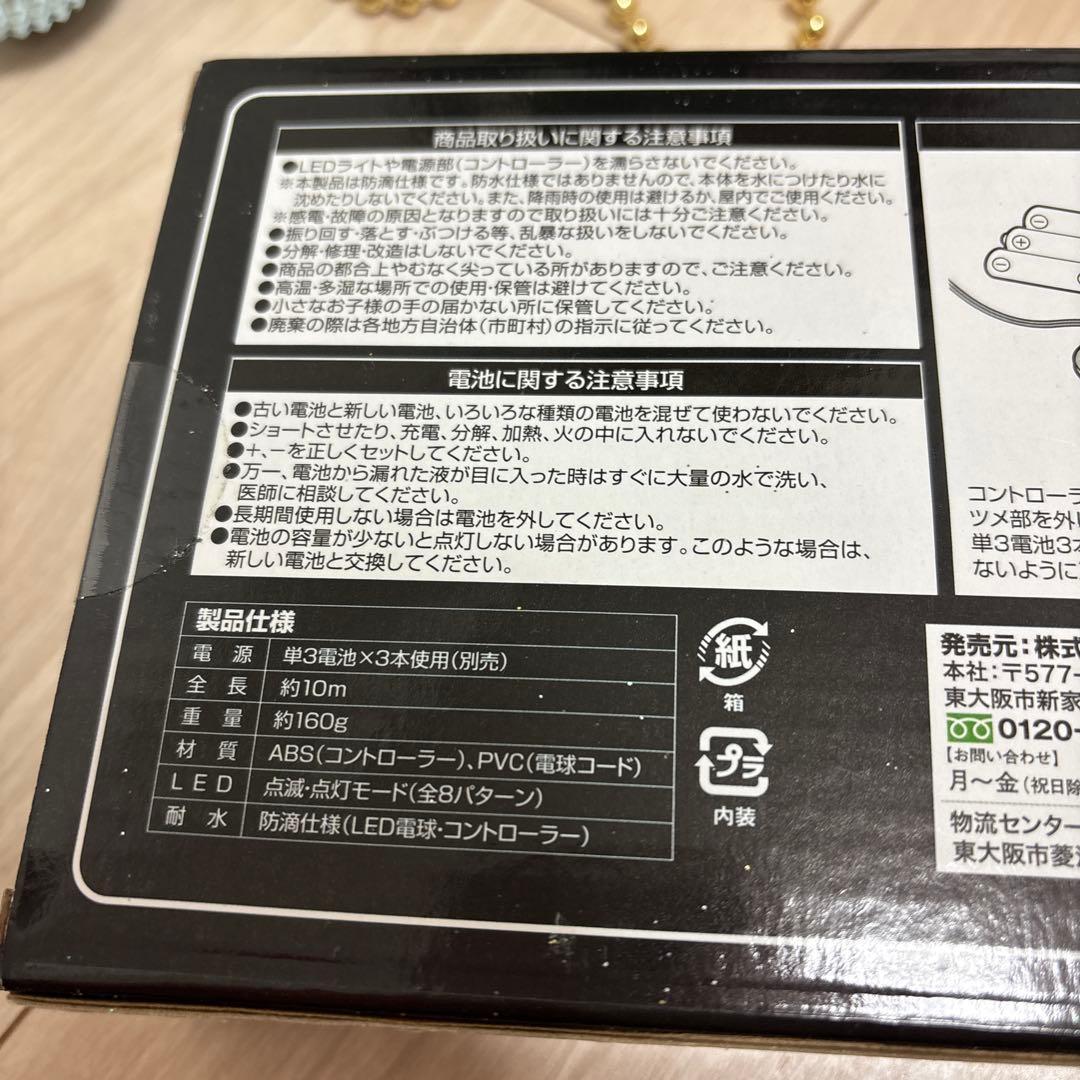 商品取り扱いに関する注意事項
●LEDライトや電源部(コントローラー)を濡らさないでください。
※本製品は防滴仕様です。防水仕様ではありませんので、本体を水につけたり水に
沈めたりしないでください。また、降雨時の使用は避けるか、屋内でご使用ください。
※感電・故障の原因となりますので取り扱いには十分ご注意ください。
●振り回す・落とす・ぶつける等、乱暴な扱いをしないでください。
●分解・修理・改造はしないでください。
●商品の都合上やむなく尖っている所がありますので、ご注意ください。
●高温・多湿な場所での使用・保管は避けてください。
●小さなお子様の手の届かない所に保管してください。
●廃棄の際は各地方自治体(市町村)の指示に従ってください。
電池に関する注意事項
●古い電池と新しい電池、いろいろな種類の電池を混ぜて使わないでください。
●ショートさせたり、充電、分解、加熱、火の中に入れないでください。
●+、−を正しくセットしてください。
●万一、電池から漏れた液が目に入った時はすぐに大量の水で洗い、
医師に相談してください。
●長期間使用しない場合は電池を外してください。
●電池の容量が少ないと点灯しない場合があります。このような場合は、
新しい電池と交換してください。
製品仕様
電源 単3電池×3本使用(別売)
全長 約10m
重量 約160g
材質 ABS(コントローラー)、PVC(電球コード)
LED 点滅・点灯モード(全8パターン)
耐水 防滴仕様(LED電球・コントローラー)
紙
箱
プラ
内装
コントローラ
ツメ部を外し
単3電池3本
ないように
発売元:株式
本社:〒577-
東大阪市新家
0120-
【お問い合わせ】
月〜金(祝日除
物流センター
東大阪市菱